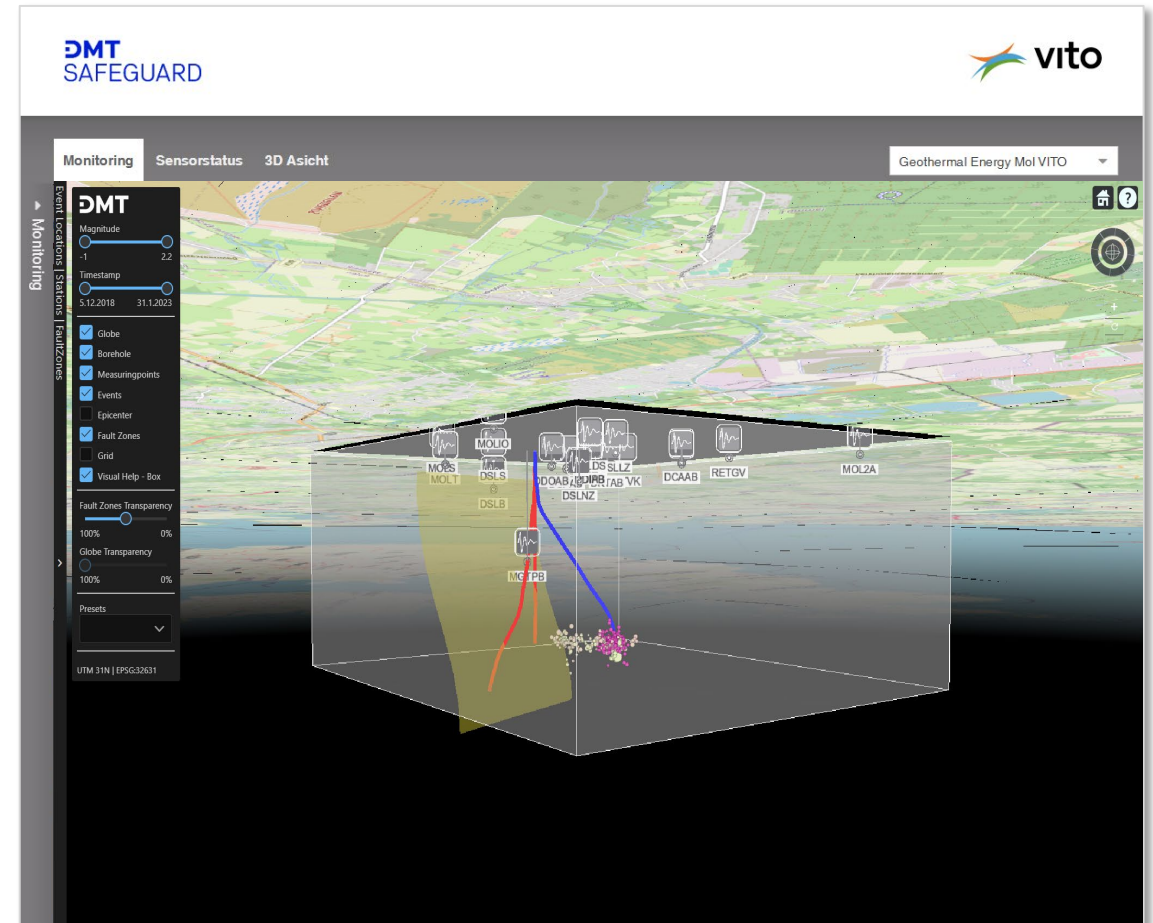 DMT
SAFEGUARD
vito
Monitoring Sensorstatus 3D Asicht
Geothermal Energy Mol VITO
Monitoring
Event Locations | Stations | FaultZones
DMT
Magnitude
-1 2.2
Timestamp
5.12.2018 31.1.2023
Globe
Borehole
Measuringpoints
Events
Epicenter
Fault Zones
Grid
Visual Help - Box
Fault Zones Transparency
100% 0%
Globe Transparency
100% 0%
Presets
UTM 31N | EPSG:32631
?
MOLIO
MOLS
MOLT
DSLS
DSLB
SLLZ
DSLNZ
DCAAB
RETGV
MOL2A
MGTPB